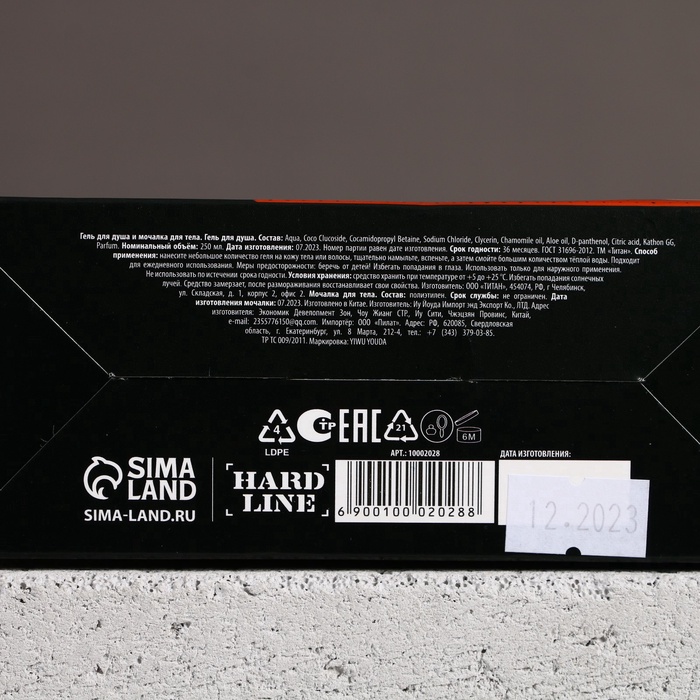 Гель для душа и мочалка для тела. Гель для душа. Состав: Aqua, Coco Clucoside, Cocamidopropyl Betaine, Sodium Chloride, Glycerin, Chamomile oil, Aloe oil, D-panthenol, Citric acid, Kathon GG,
Parfum. Номинальный объём: 250 мл. Дата изготовления: 07.2023. Номер партии равен дате изготовления. Срок годности: 36 месяцев. ГОСТ 31696-2012. ТМ «Титан». Способ
применения: нанесите небольшое количества геля на кожу тела или волосы, тщательно намыльте, вспеньте, а затем смойте большим количеством тёплой воды. Подходит
для ежедневного использования. Меры предосторожности: беречь от детей! Избегать попадания в глаза. Использовать только для наружного применения.
Не использовать по истечении срока годности. Условия хранения: средство хранить при температуре от +5 до +25 °С. Избегать попадания солнечных
лучей. Средство замерзает, после размораживания восстанавливает свои свойства. Изготовитель: ООО «ТИТАН», 454074, РФ, г Челябинск,
ул. Складская, д. 1, корпус 2, офис 2. Мочалка для тела. Состав: полиэтилен. Срок службы: не ограничен. Дата
изготовления мочалки: 07.2023. Изготовлено в Китае. Изготовитель: Иу Йоуда Импорт энд Экспорт Ко., ЛТД. Адрес
изготовителя: Экономик Девелопмент Зон, Чоу Жианг СТР., Иу Сити, Чжэцзян Провинс, Китай,
e-mail: 2355776150@qq.com. Импортёр: ООО «Пилат». Адрес: РФ, 620085, Свердловская
область, г. Екатеринбург, ул. 8 Марта, 212-4, тел.: +7 (343) 379-03-85.
ТР ТС 009/2011. Маркировка: YIWU YOUDA
4
LDPE
СТР
EAC
21
6M
SIMA
LAND
SIMA-LAND.RU
HARD
LINE
АРТ.: 10002028
6 900100 020288
ДАТА ИЗГОТОВЛЕНИЯ:
12.2023